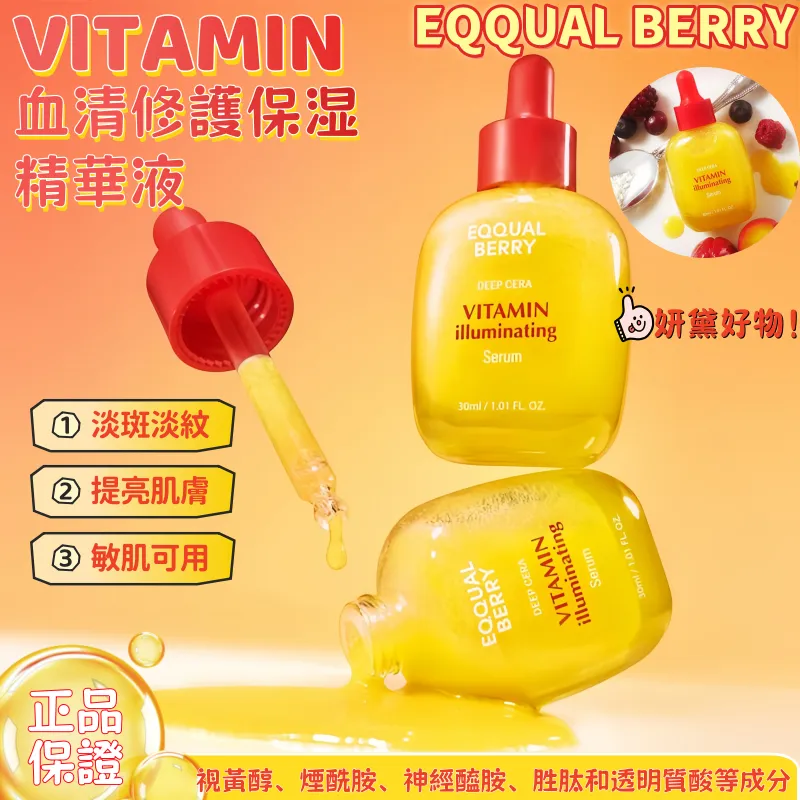 VITAMIN
血清修護保湿
精華液
EQQUAL BERRY
VITAMIN
illuminating
Serum
EQQUAL
BERRY
DEEP CERA
VITAMIN
illuminating
Serum
30ml / 1.01 FL. OZ.
妍黛好物!
① 淡斑淡紋
② 提亮肌膚
③ 敏肌可用
EQQUAL
BERRY
DEEP CERA
VITAMIN
illuminating
Serum
30ml / 1.01 FL. OZ.
正品
保證
視黃醇、煙酰胺、神經醯胺、胜肽和透明質酸等成分